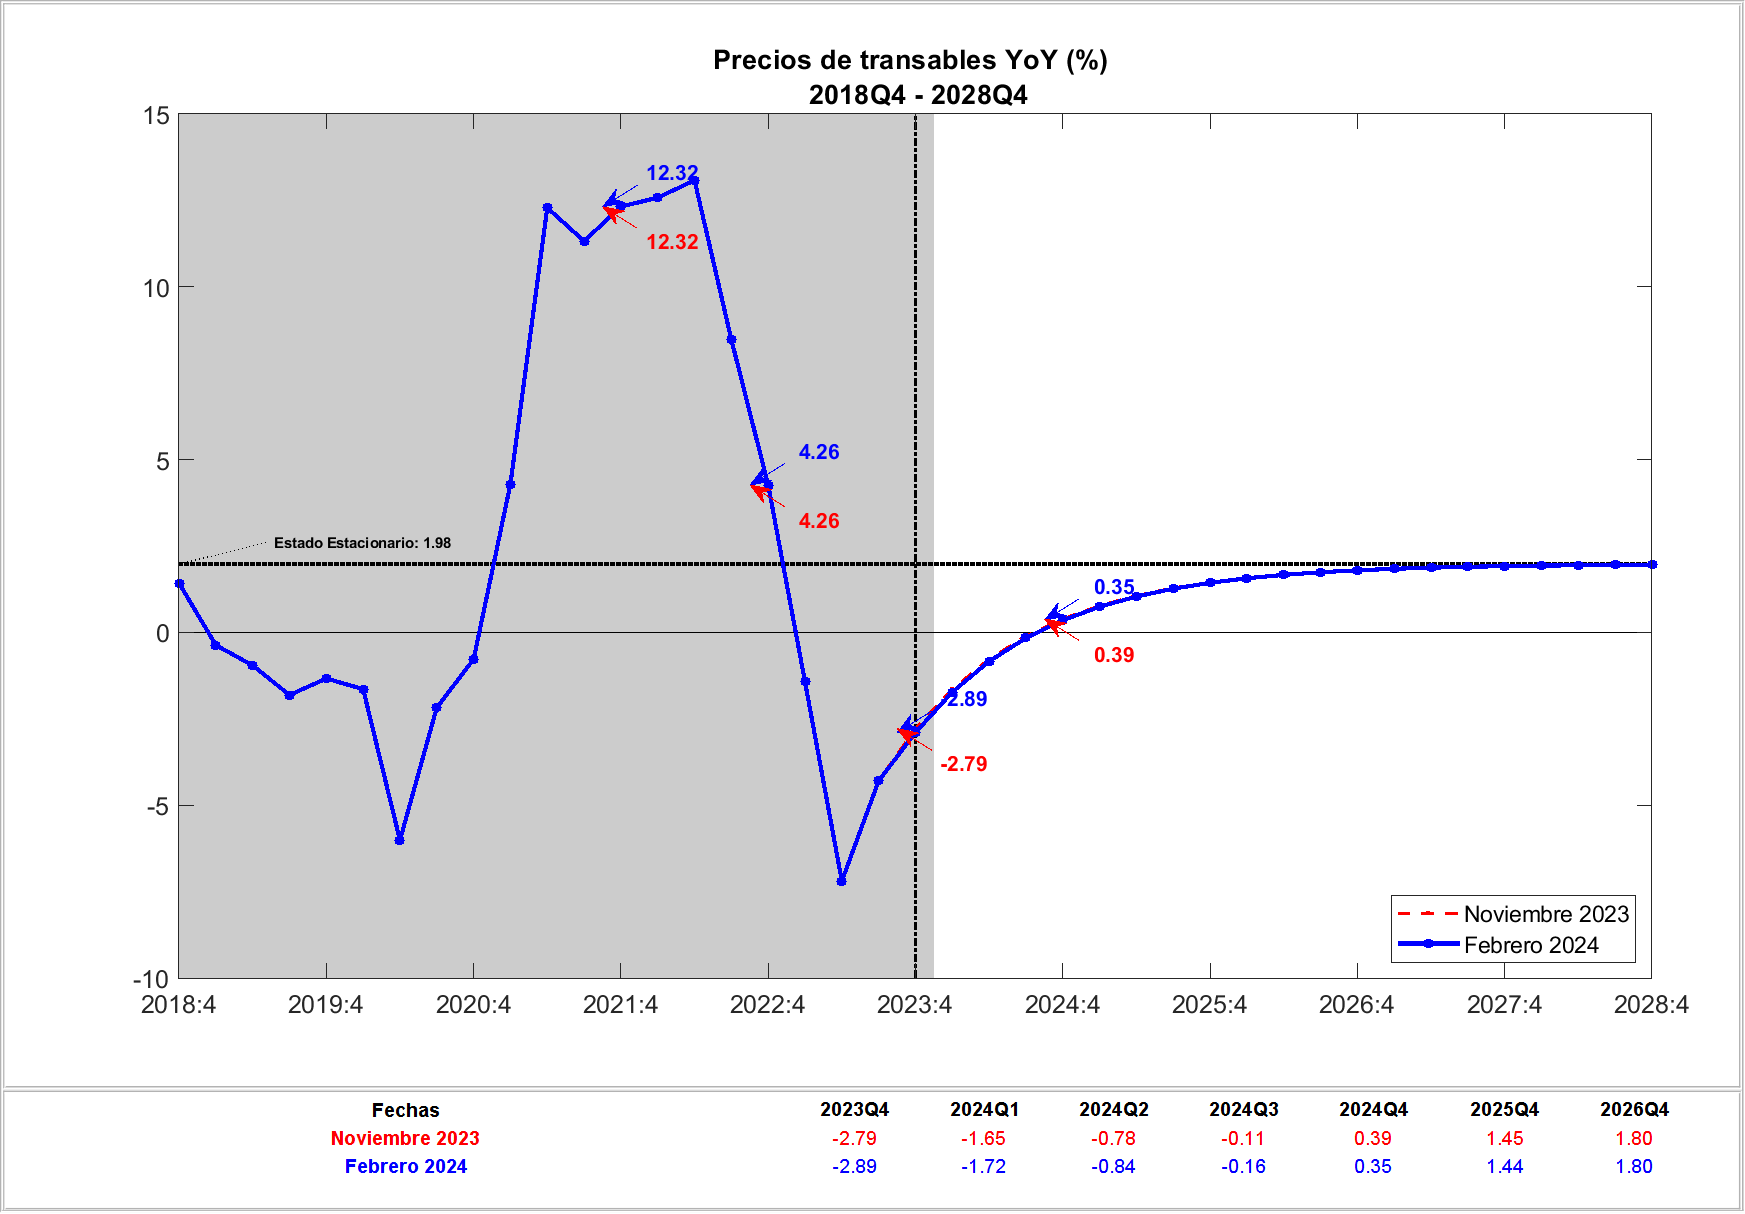 Precios de transables YoY (%)
2018Q4 - 2028Q4
15
10
5
0
-5
-10
12.32
12.32
4.26
4.26
Estado Estacionario: 1.98
0.35
0.39
2.89
-2.79
Noviembre 2023
Febrero 2024
2018:4 2019:4 2020:4 2021:4 2022:4 2023:4 2024:4 2025:4 2026:4 2027:4 2028:4
Fechas 2023Q4 2024Q1 2024Q2 2024Q3 2024Q4 2025Q4 2026Q4
Noviembre 2023 -2.79 -1.65 -0.78 -0.11 0.39 1.45 1.80
Febrero 2024 -2.89 -1.72 -0.84 -0.16 0.35 1.44 1.80